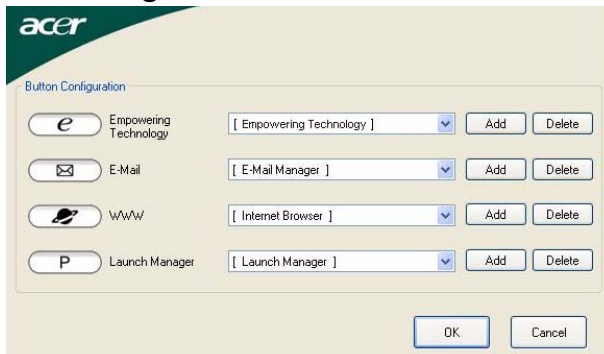 acer
Button Configuration
e Empowering Technology [ Empowering Technology ] Add Delete
E-Mail [ E-Mail Manager ] Add Delete
WWW [ Internet Browser ] Add Delete
P Launch Manager [ Launch Manager ] Add Delete
OK Cancel